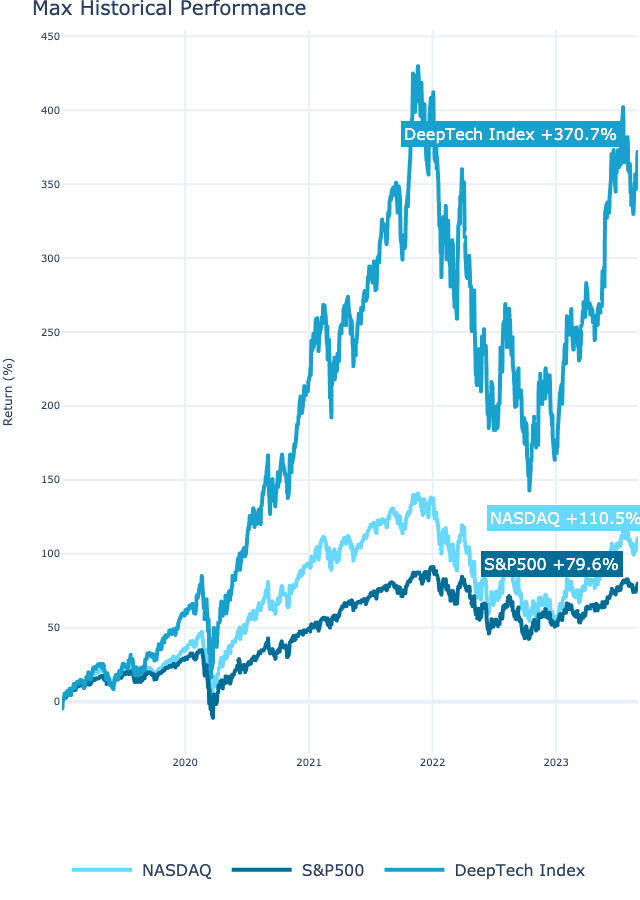 Max Historical Performance
450
400
DeepTech Index +370.7%
350
300
250
Return (%)
200
150
NASDAQ +110.5%
100
S&P500 +79.6%
50
0
2020 2021 2022 2023
NASDAQ S&P500 DeepTech Index